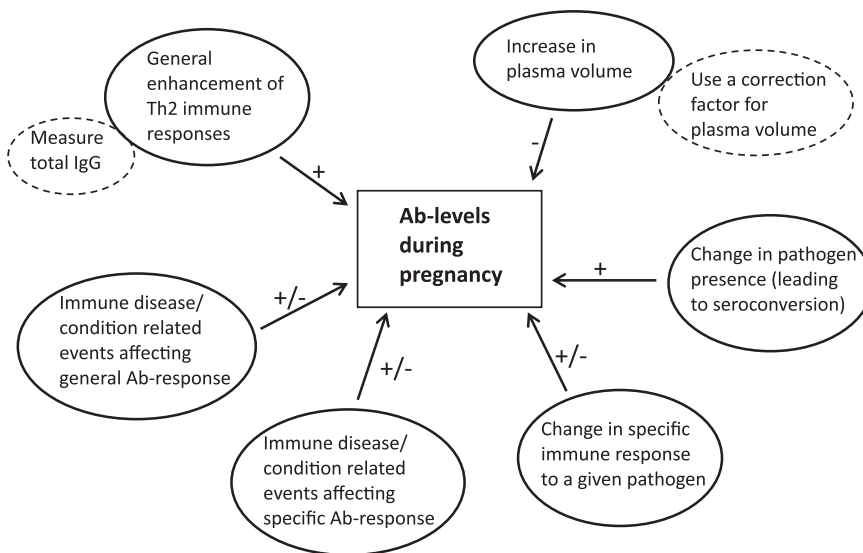 General
enhancement of
Th2 immune
responses
Measure
total IgG
+
Increase in
plasma volume
Use a correction
factor for
plasma volume
-
Ab-levels
during
pregnancy
Change in pathogen
presence (leading
to seroconversion)
+
Immune disease/
condition related
events affecting
general Ab-response
+/-
Immune disease/
condition related
events affecting
specific Ab-response
+/-
Change in specific
immune response
to a given pathogen
+/-